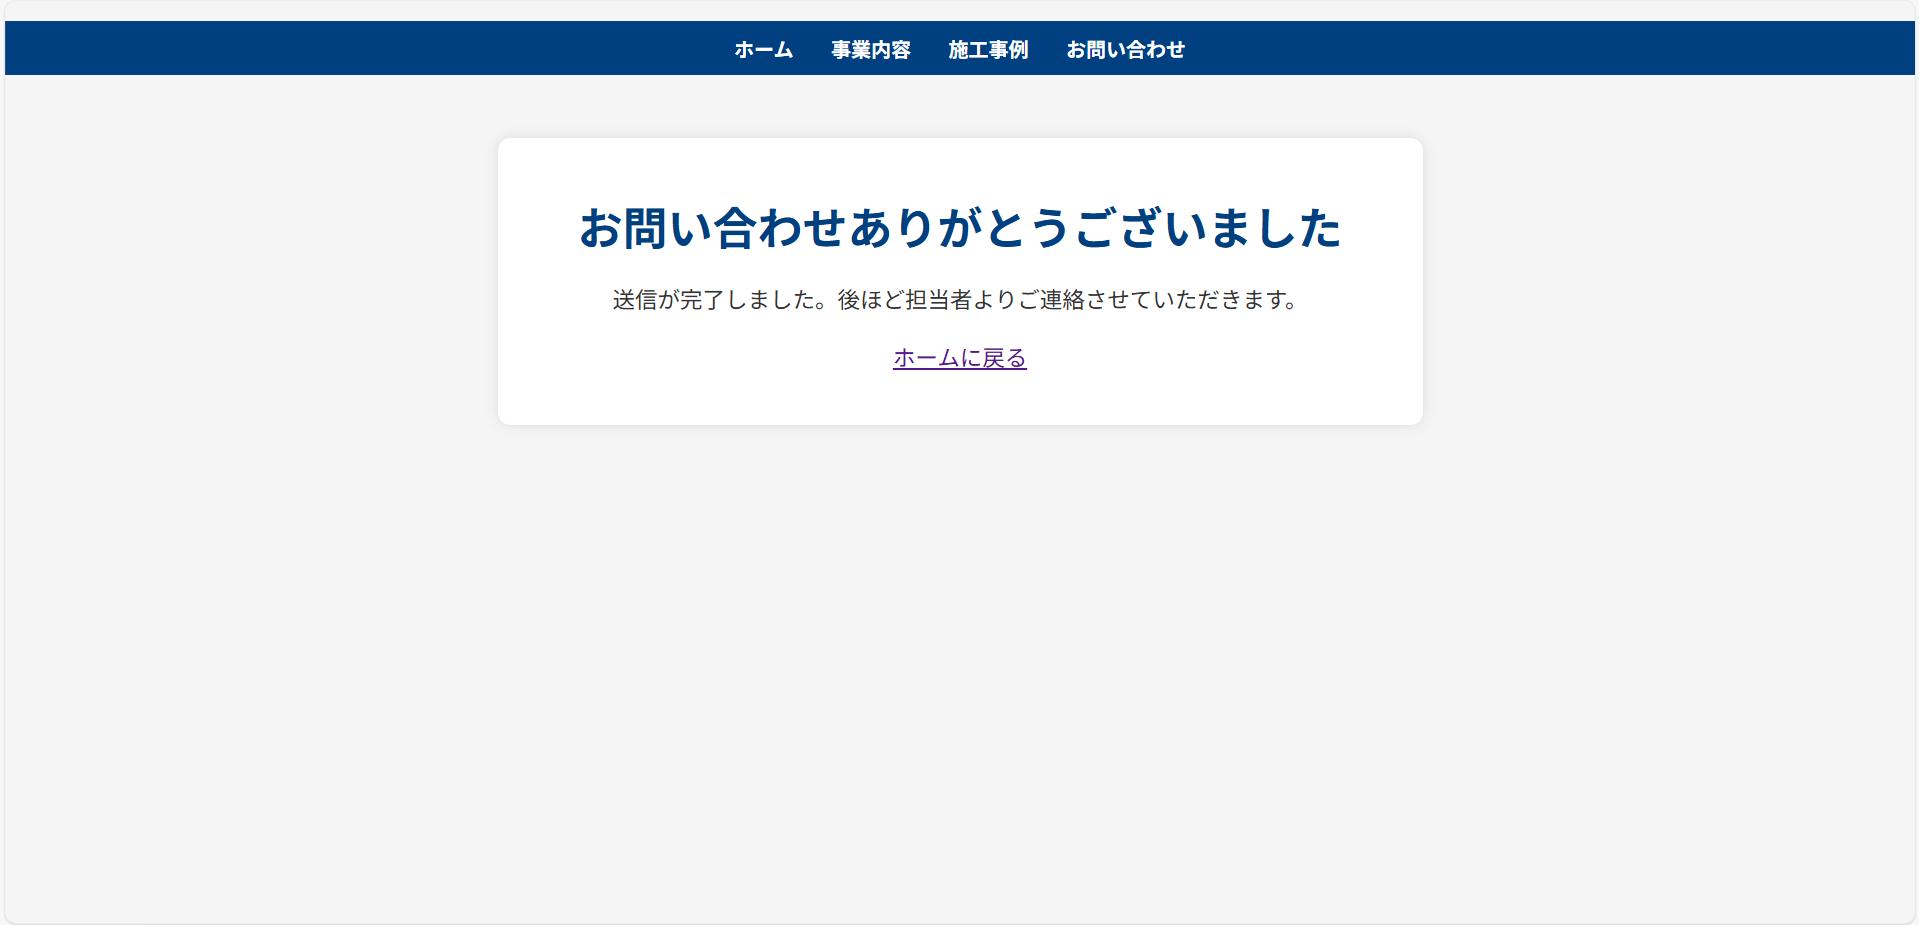 ホーム 事業内容 施工事例 お問い合わせ
お問い合わせありがとうございました
送信が完了しました。後ほど担当者よりご連絡させていただきます。
ホームに戻る